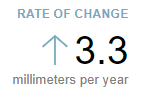 RATE OF CHANGE
↑ 3.3
millimeters per year